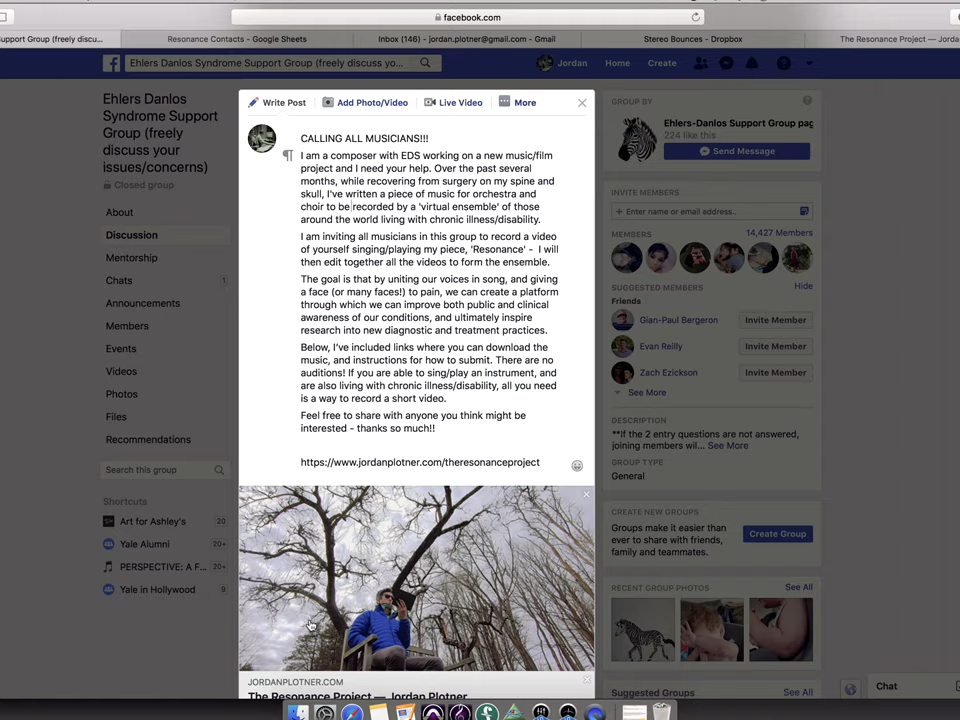 facebook.com
Support Group (freely discu...
Resonance Contacts – Google Sheets
Inbox (146) - jordan.plotner@gmail.com - Gmail
Stereo Bounces - Dropbox
The Resonance Project — Jordan
Ehlers Danlos Syndrome Support Group (freely discuss yo...
Jordan
Home
Create
Ehlers Danlos
Syndrome Support
Group (freely
discuss your
issues/concerns)
Closed group
About
Discussion
Mentorship
Chats
1
Announcements
Members
Events
Videos
Photos
Files
Recommendations
Search this group
Shortcuts
Art for Ashley's
20
Yale Alumni
20+
PERSPECTIVE: A F...
20+
Yale in Hollywood
9
Write Post
Add Photo/Video
Live Video
More
CALLING ALL MUSICIANS!!!
I am a composer with EDS working on a new music/film
project and I need your help. Over the past several
months, while recovering from surgery on my spine and
skull, I've written a piece of music for orchestra and
choir to be recorded by a 'virtual ensemble' of those
around the world living with chronic illness/disability.
I am inviting all musicians in this group to record a video
of yourself singing/playing my piece, 'Resonance' - I will
then edit together all the videos to form the ensemble.
The goal is that by uniting our voices in song, and giving
a face (or many faces!) to pain, we can create a platform
through which we can improve both public and clinical
awareness of our conditions, and ultimately inspire
research into new diagnostic and treatment practices.
Below, I've included links where you can download the
music, and instructions for how to submit. There are no
auditions! If you are able to sing/play an instrument, and
are also living with chronic illness/disability, all you need
is a way to record a short video.
Feel free to share with anyone you think might be
interested - thanks so much!!
https://www.jordanplotner.com/theresonanceproject
JORDANPLOTNER.COM
The Resonance Project — Jordan Plotner
GROUP BY
Ehlers-Danlos Support Group pag
224 like this
Send Message
INVITE MEMBERS
+ Enter name or email address..
MEMBERS
14,427 Members
SUGGESTED MEMBERS
Hide
Friends
Gian-Paul Bergeron
Invite Member
Evan Reilly
Invite Member
Zach Ezickson
Invite Member
See More
DESCRIPTION
**If the 2 entry questions are not answered,
joining members wil... See More
GROUP TYPE
General
CREATE NEW GROUPS
Groups make it easier than
ever to share with friends,
family and teammates.
Create Group
RECENT GROUP PHOTOS
See All
Suggested Groups
See All
Chat